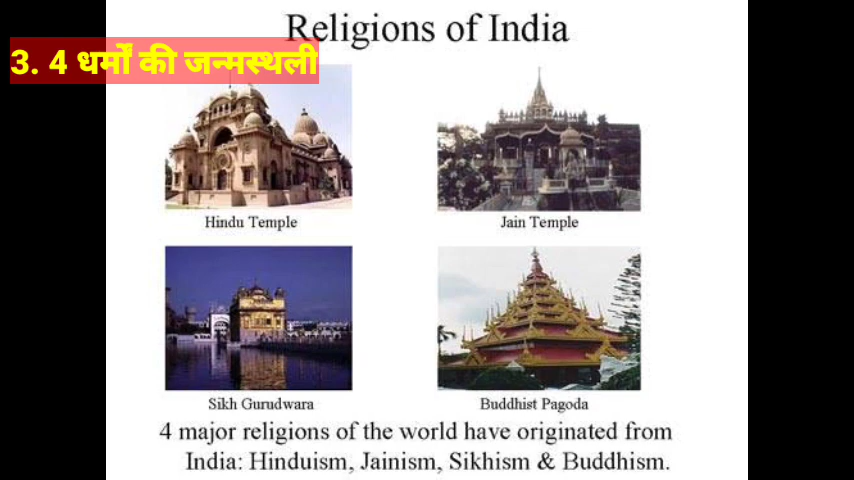 Religions of India
3. 4 धर्मों की जन्मस्थली
Hindu Temple
Jain Temple
Sikh Gurudwara
Buddhist Pagoda
4 major religions of the world have originated from
India: Hinduism, Jainism, Sikhism & Buddhism.